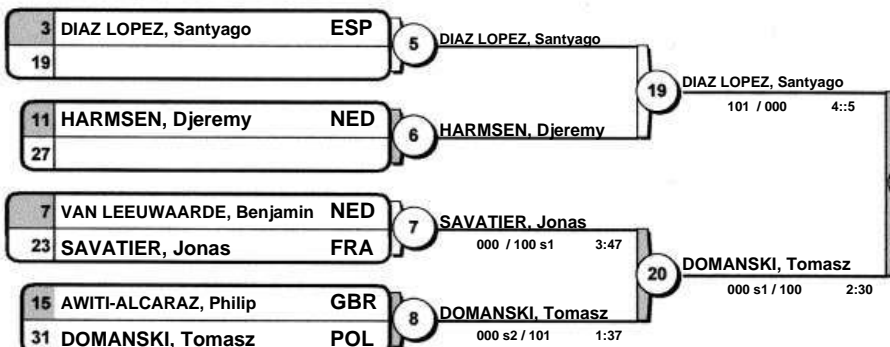 3 DIAZ LOPEZ, Santyago ESP
19
5 DIAZ LOPEZ, Santyago
11 HARMSEN, Djeremy NED
27
6 HARMSEN, Djeremy
19 DIAZ LOPEZ, Santyago
101 / 000 4::5
7 VAN LEEUWAARDE, Benjamin NED
23 SAVATIER, Jonas FRA
7 SAVATIER, Jonas
000 / 100 s1 3:47
15 AWITI-ALCARAZ, Philip GBR
31 DOMANSKI, Tomasz POL
8 DOMANSKI, Tomasz
000 s2 / 101 1:37
20 DOMANSKI, Tomasz
000 s1 / 100 2:30